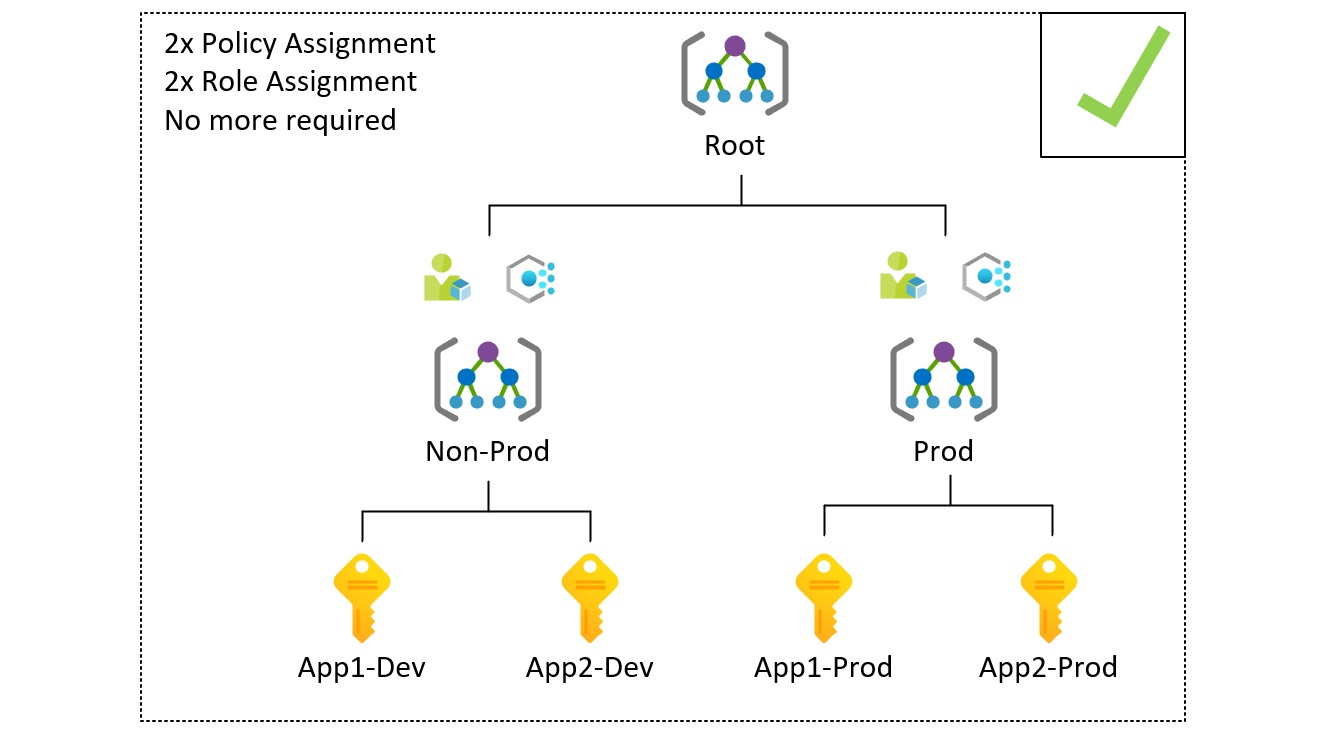 2x Policy Assignment
2x Role Assignment
No more required
Root
Non-Prod
Prod
App1-Dev
App2-Dev
App1-Prod
App2-Prod